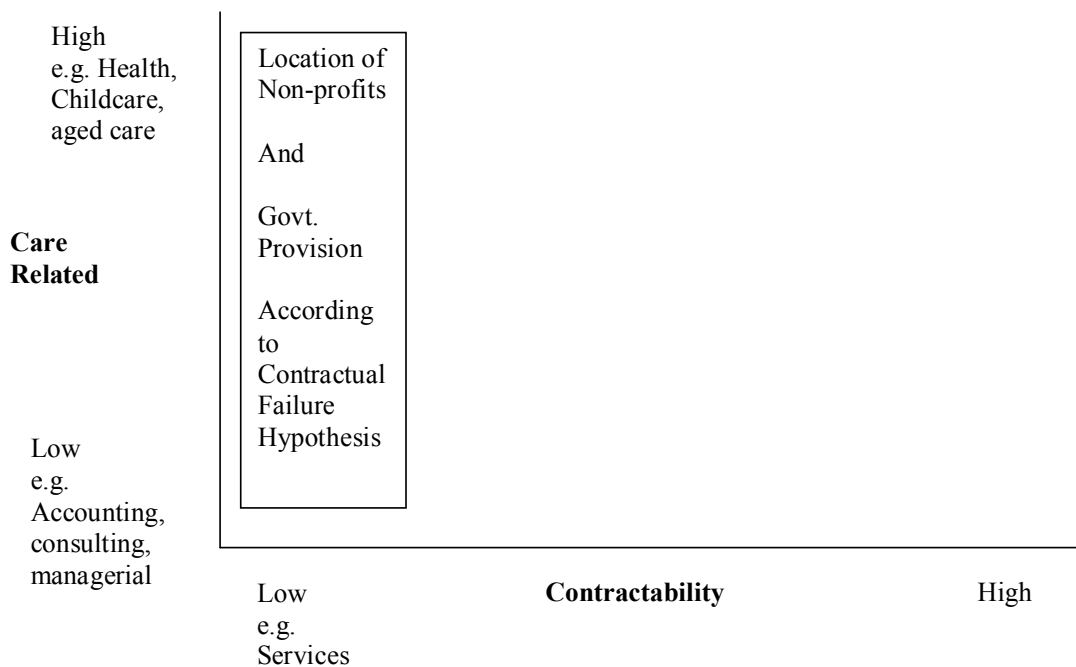 High
e.g. Health,
Childcare,
aged care
Care
Related
Low
e.g.
Accounting,
consulting,
managerial
Location of
Non-profits
And
Govt.
Provision
According
to
Contractual
Failure
Hypothesis
Low
e.g.
Services
Contractability
High